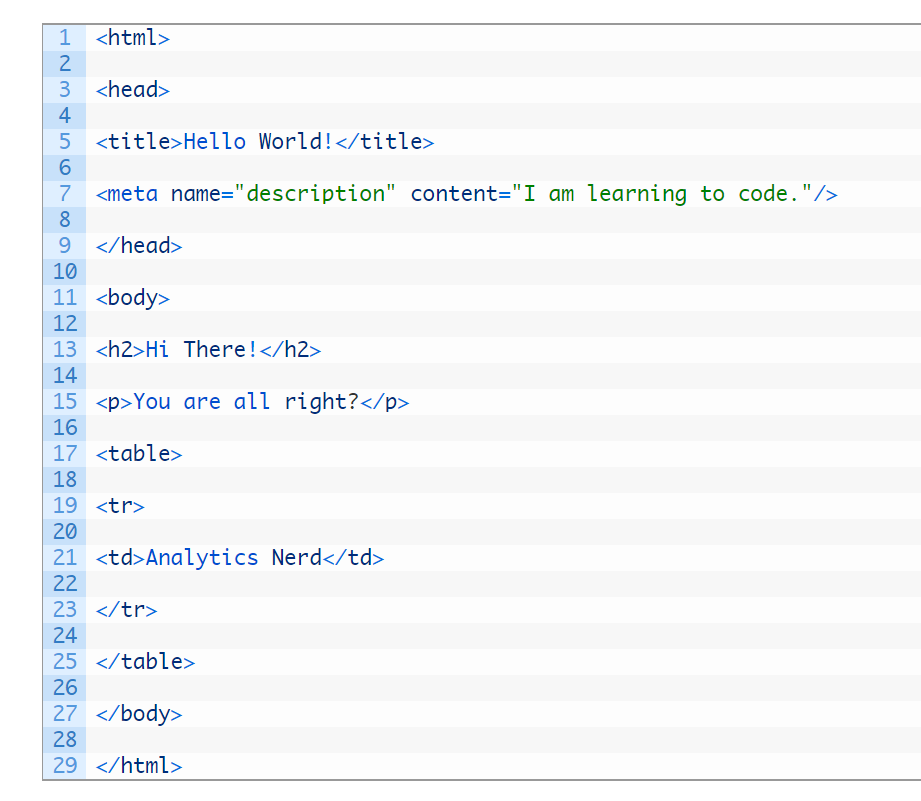 1 <html>
2
3 <head>
4
5 <title>Hello World!</title>
6
7 <meta name="description" content="I am learning to code."/>
8
9 </head>
10
11 <body>
12
13 <h2>Hi There!</h2>
14
15 <p>You are all right?</p>
16
17 <table>
18
19 <tr>
20
21 <td>Analytics Nerd</td>
22
23 </tr>
24
25 </table>
26
27 </body>
28
29 </html>